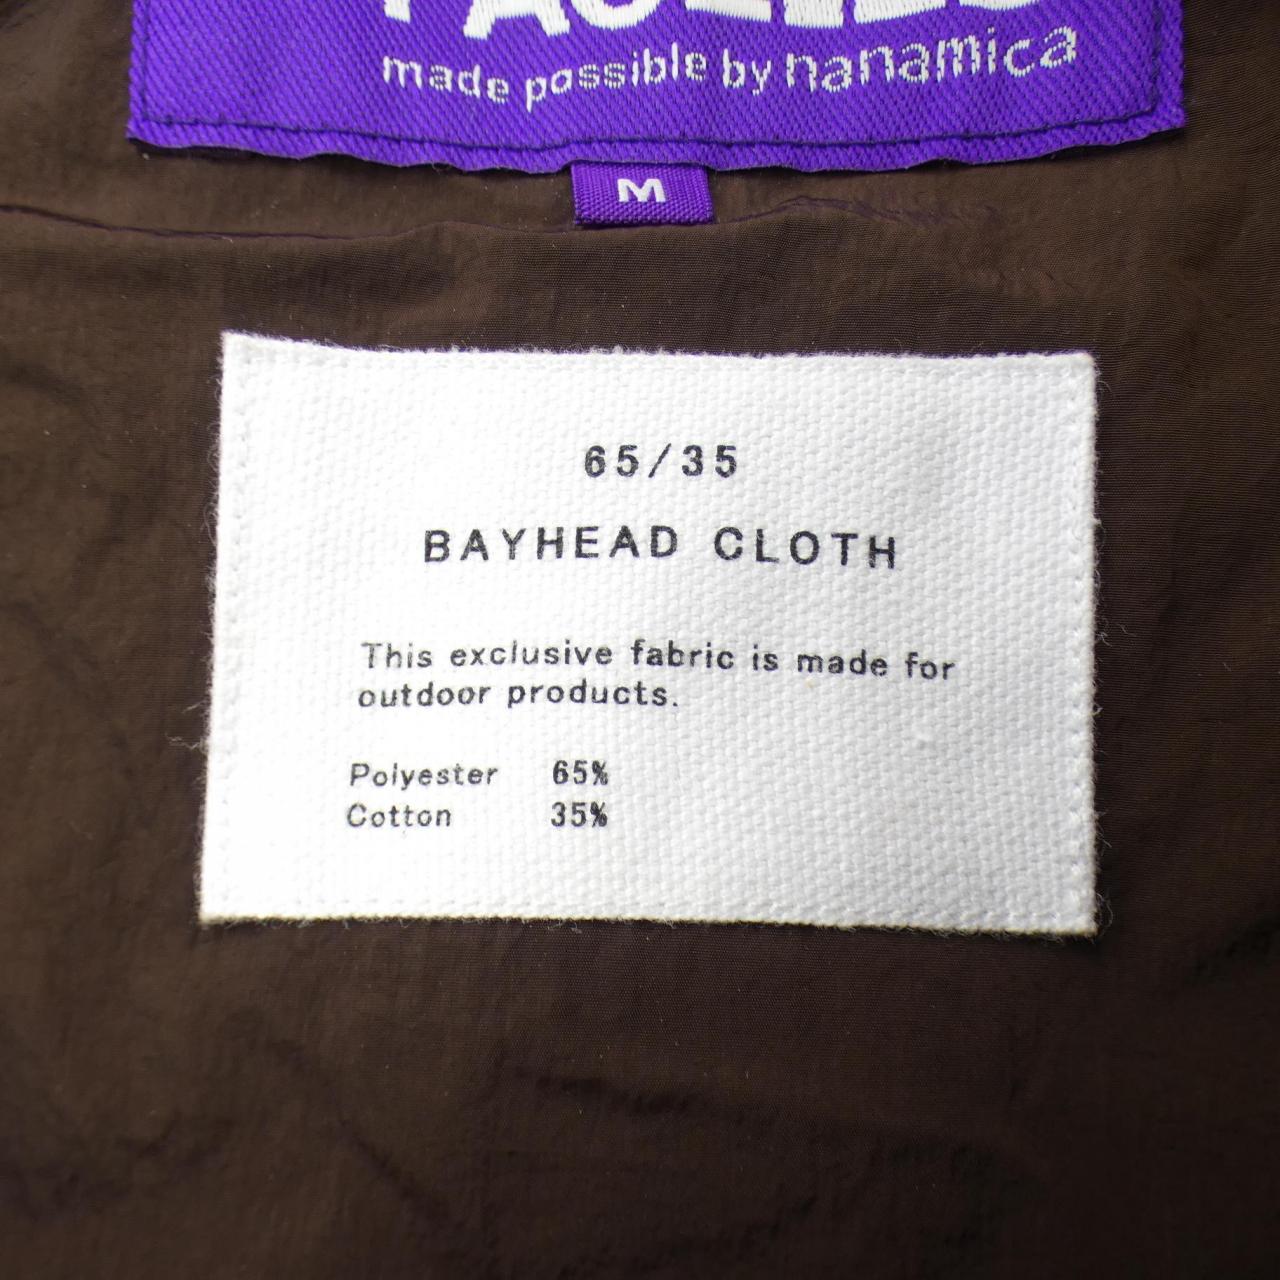 made possible by nanamica
M
65/35
BAYHEAD CLOTH
This exclusive fabric is made for
outdoor products.
Polyester 65%
Cotton 35%